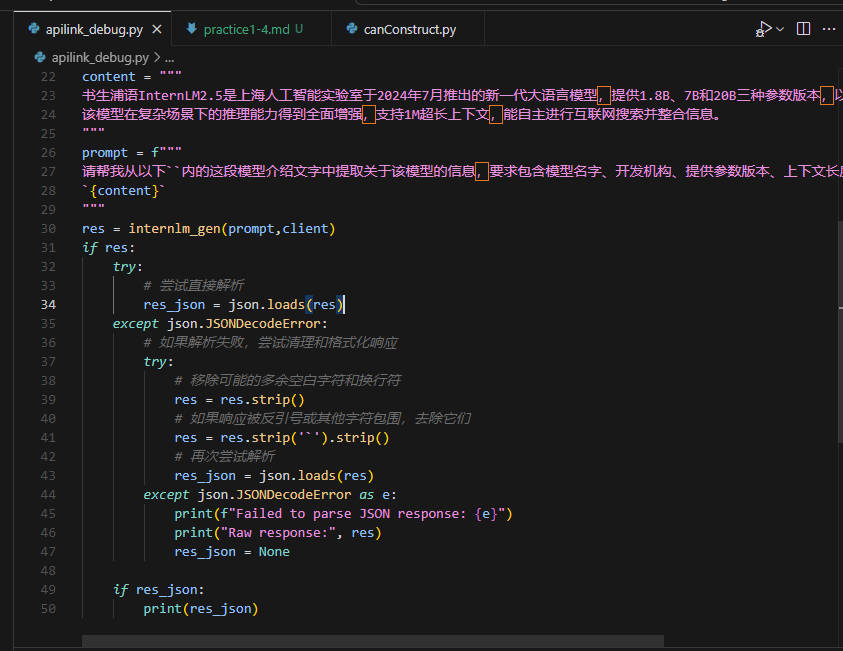 apilink_debug.py × practice1-4.md U canConstruct.py
apilink_debug.py > ...
22 content = """
23 书生浦语InternLM2.5是上海人工智能实验室于2024年7月推出的新一代大语言模型，提供1.8B、7B和20B三种参数版本，以
24 该模型在复杂场景下的推理能力得到全面增强，支持1M超长上下文，能自主进行互联网搜索并整合信息。
25 """
26 prompt = f"""
27 请帮我从以下``内的这段模型介绍文字中提取关于该模型的信息，要求包含模型名字、开发机构、提供参数版本、上下文长
28 `{content}`
29 """
30 res = internlm_gen(prompt,client)
31 if res:
32 try:
33 # 尝试直接解析
34 res_json = json.loads(res)
35 except json.JSONDecodeError:
36 # 如果解析失败，尝试清理和格式化响应
37 try:
38 # 移除可能的多余空白字符和换行符
39 res = res.strip()
40 # 如果响应被反引号或其他字符包围，去除它们
41 res = res.strip('`').strip()
42 # 再次尝试解析
43 res_json = json.loads(res)
44 except json.JSONDecodeError as e:
45 print(f"Failed to parse JSON response: {e}")
46 print("Raw response:", res)
47 res_json = None
48
49 if res_json:
50 print(res_json)